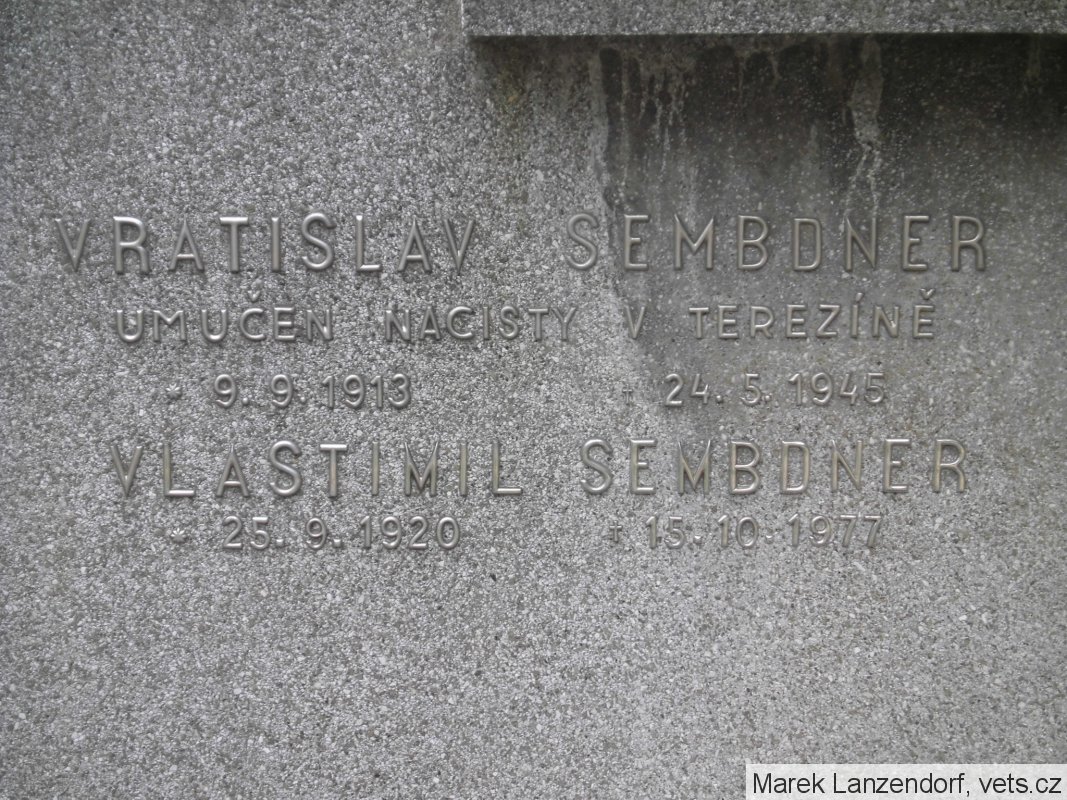 VRATISLAV SEMBDNER
UMUČEN NACISTY V TEREZÍNĚ
* 9. 9. 1913 † 24. 5. 1945
VLASTIMIL SEMBDNER
* 25. 9. 1920 † 15. 10. 1977
Marek Lanzendorf, vets.cz